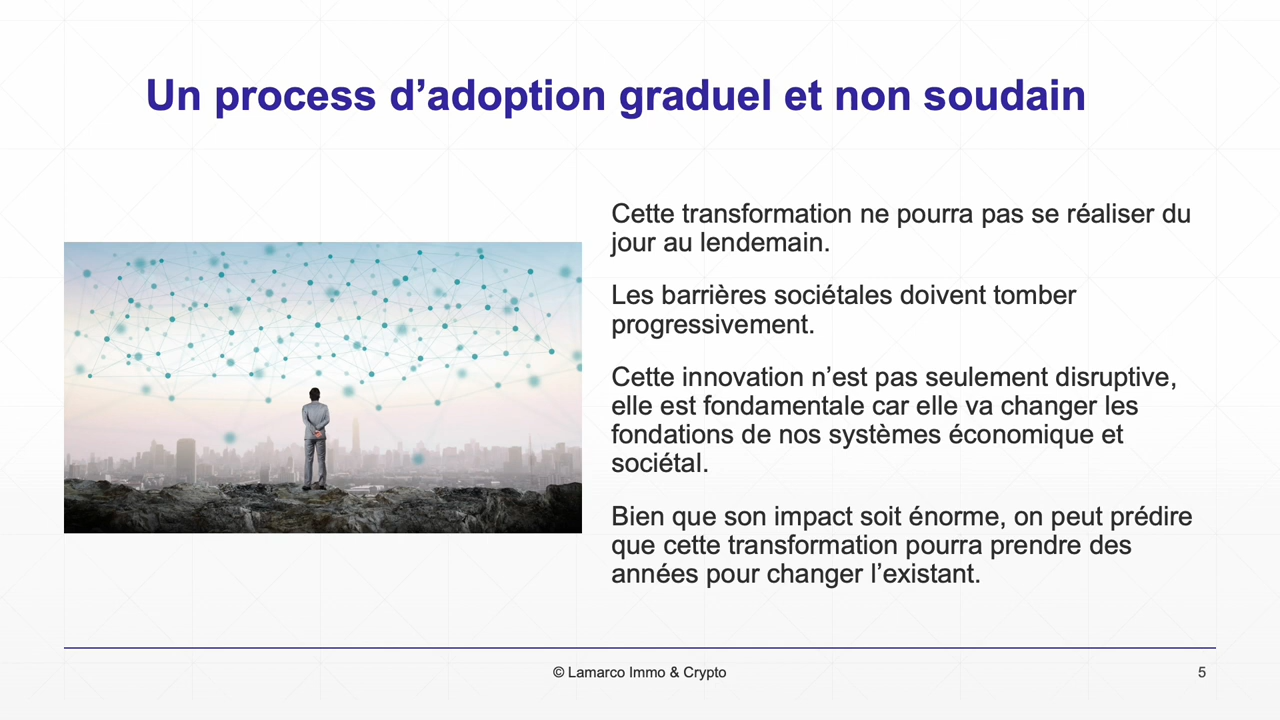 Un process d’adoption graduel et non soudain
Cette transformation ne pourra pas se réaliser du
jour au lendemain.
Les barrières sociétales doivent tomber
progressivement.
Cette innovation n’est pas seulement disruptive,
elle est fondamentale car elle va changer les
fondations de nos systèmes économique et
sociétal.
Bien que son impact soit énorme, on peut prédire
que cette transformation pourra prendre des
années pour changer l’existant.
© Lamarco Immo & Crypto
5